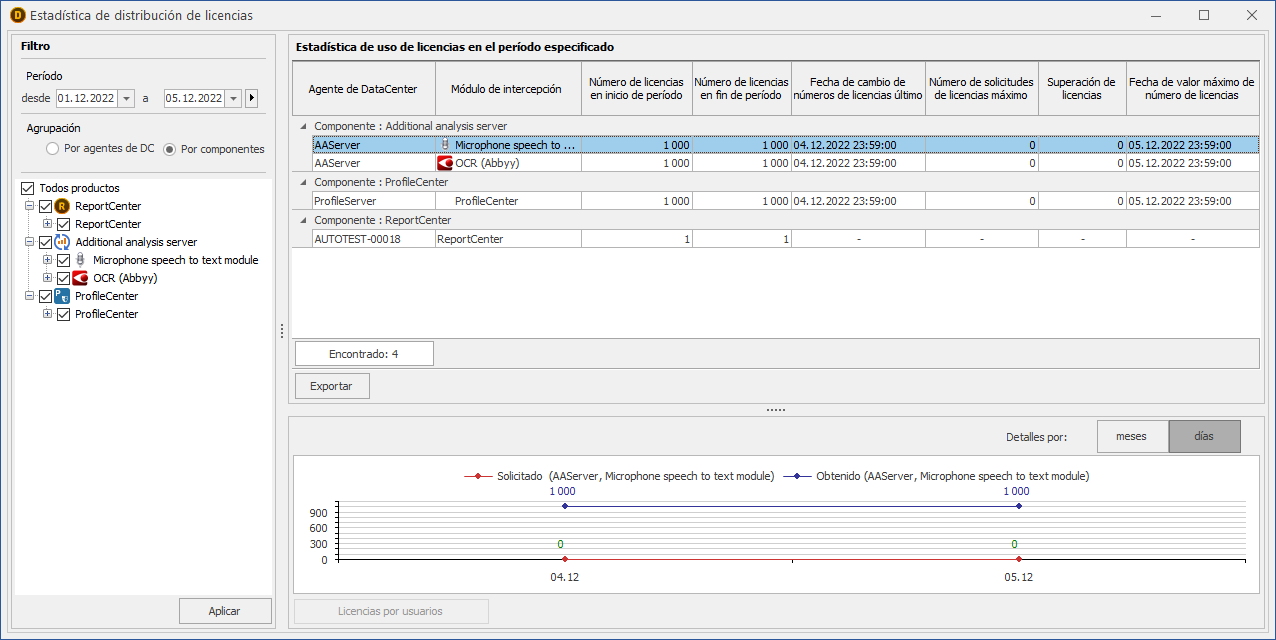 Estadística de distribución de licencias
Filtro
Período
desde 01.12.2022 a 05.12.2022
Agrupación
Por agentes de DC Por componentes
Todos productos
ReportCenter
ReportCenter
Additional analysis server
Microphone speech to text module
OCR (Abbyy)
ProfileCenter
ProfileCenter
Aplicar
Estadística de uso de licencias en el período especificado
Agente de DataCenter Módulo de intercepción Número de licencias en inicio de período Número de licencias en fin de período Fecha de cambio de números de licencias último Número de solicitudes de licencias máximo Superación de licencias Fecha de valor máximo de número de licencias
Componente : Additional analysis server
AAServer Microphone speech to ... 1 000 1 000 04.12.2022 23:59:00 0 0 05.12.2022 23:59:00
AAServer OCR (Abbyy) 1 000 1 000 04.12.2022 23:59:00 0 0 05.12.2022 23:59:00
Componente : ProfileCenter
ProfileServer ProfileCenter 1 000 1 000 04.12.2022 23:59:00 0 0 05.12.2022 23:59:00
Componente : ReportCenter
AUTOTEST-00018 ReportCenter 1 1 - - - -
Encontrado: 4
Exportar
Detalles por: meses días
Solicitado (AAServer, Microphone speech to text module) Obtenido (AAServer, Microphone speech to text module)
1 000 1 000
900
600
300 0 0
0
04.12 05.12
Licencias por usuarios